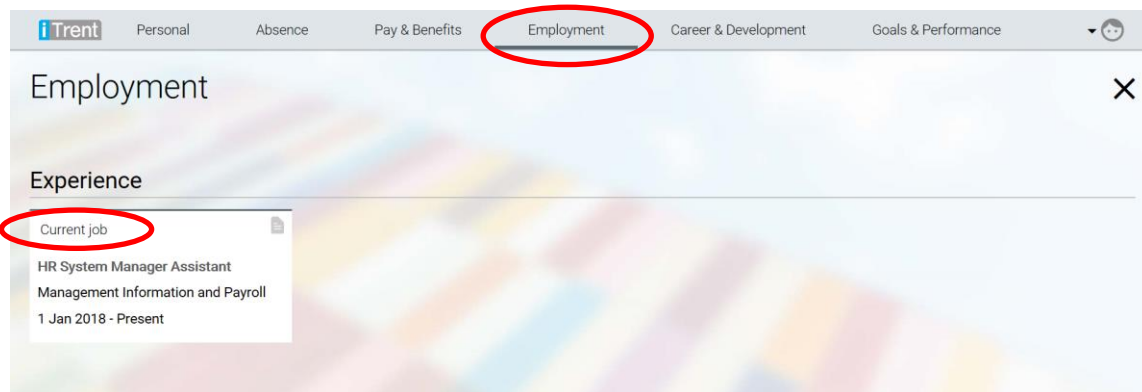 iTrent Personal Absence Pay & Benefits Employment Career & Development Goals & Performance
Employment
Experience
Current job
HR System Manager Assistant
Management Information and Payroll
1 Jan 2018 - Present